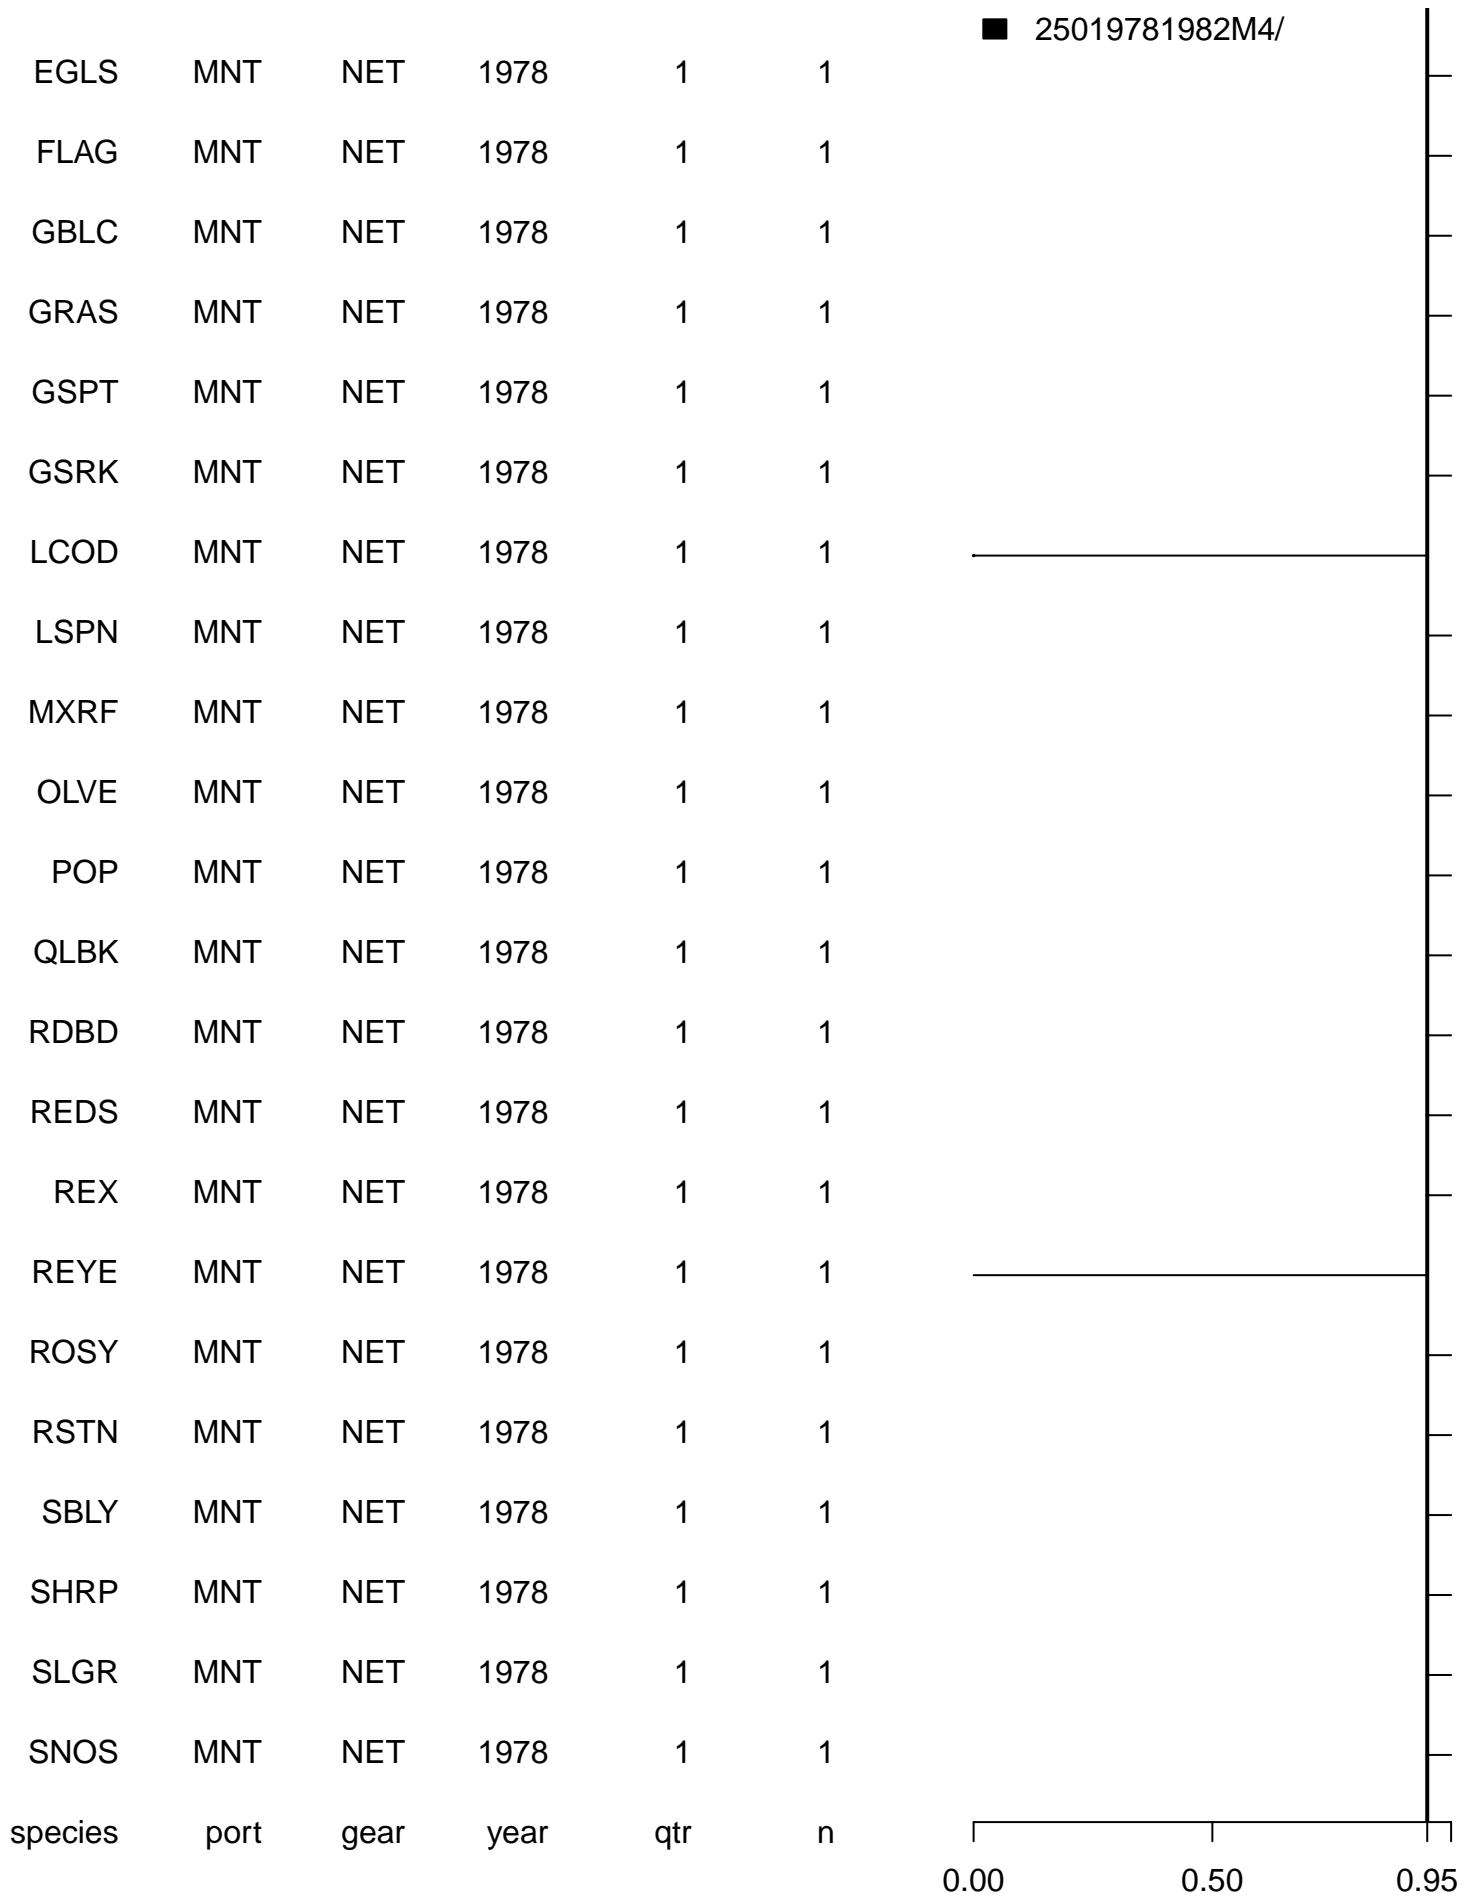 25019781982M4/
EGLS MNT NET 1978 1 1
FLAG MNT NET 1978 1 1
GBLC MNT NET 1978 1 1
GRAS MNT NET 1978 1 1
GSPT MNT NET 1978 1 1
GSRK MNT NET 1978 1 1
LCOD MNT NET 1978 1 1
LSPN MNT NET 1978 1 1
MXRF MNT NET 1978 1 1
OLVE MNT NET 1978 1 1
POP MNT NET 1978 1 1
QLBK MNT NET 1978 1 1
RDBD MNT NET 1978 1 1
REDS MNT NET 1978 1 1
REX MNT NET 1978 1 1
REYE MNT NET 1978 1 1
ROSY MNT NET 1978 1 1
RSTN MNT NET 1978 1 1
SBLY MNT NET 1978 1 1
SHRP MNT NET 1978 1 1
SLGR MNT NET 1978 1 1
SNOS MNT NET 1978 1 1
species port gear year qtr n
0.00 0.50 0.95